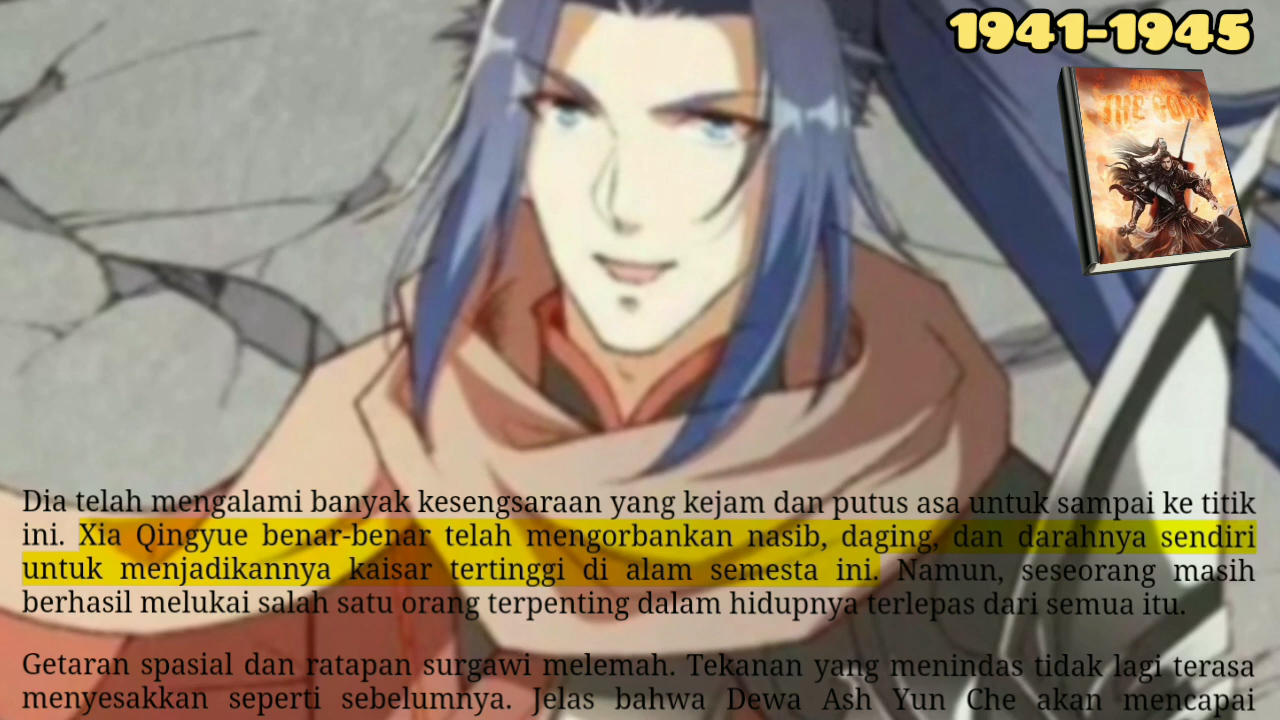 1941-1945
AGAINST
THE GODS
Dia telah mengalami banyak kesengsaraan yang kejam dan putus asa untuk sampai ke titik
ini. Xia Qingyue benar-benar telah mengorbankan nasib, daging, dan darahnya sendiri
untuk menjadikannya kaisar tertinggi di alam semesta ini. Namun, seseorang masih
berhasil melukai salah satu orang terpenting dalam hidupnya terlepas dari semua itu.
Getaran spasial dan ratapan surgawi melemah. Tekanan yang menindas tidak lagi terasa
menyesakkan seperti sebelumnya. Jelas bahwa Dewa Ash Yun Che akan mencapai